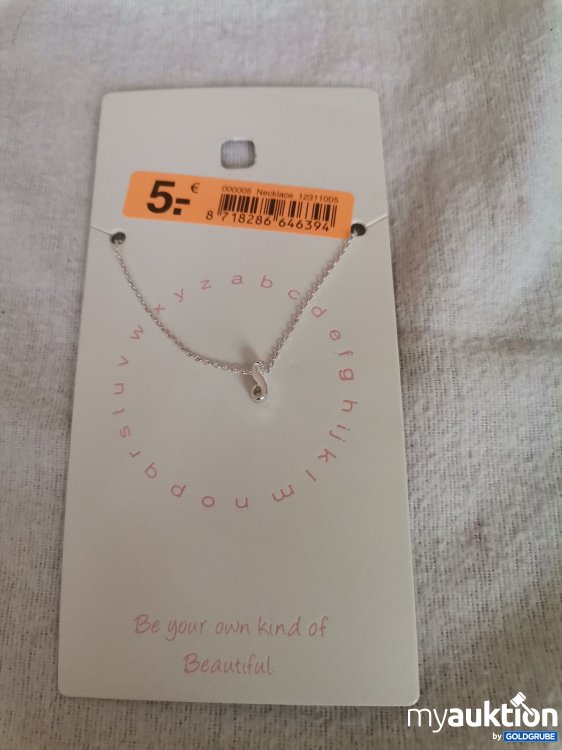 5.- €
000005 Necklace 12311005
8 718286 646394
a b c d e f g h i j k l m n o p q r s t u v w x y z
Be your own kind of
Beautiful
myauktion
by GOLDGRUBE